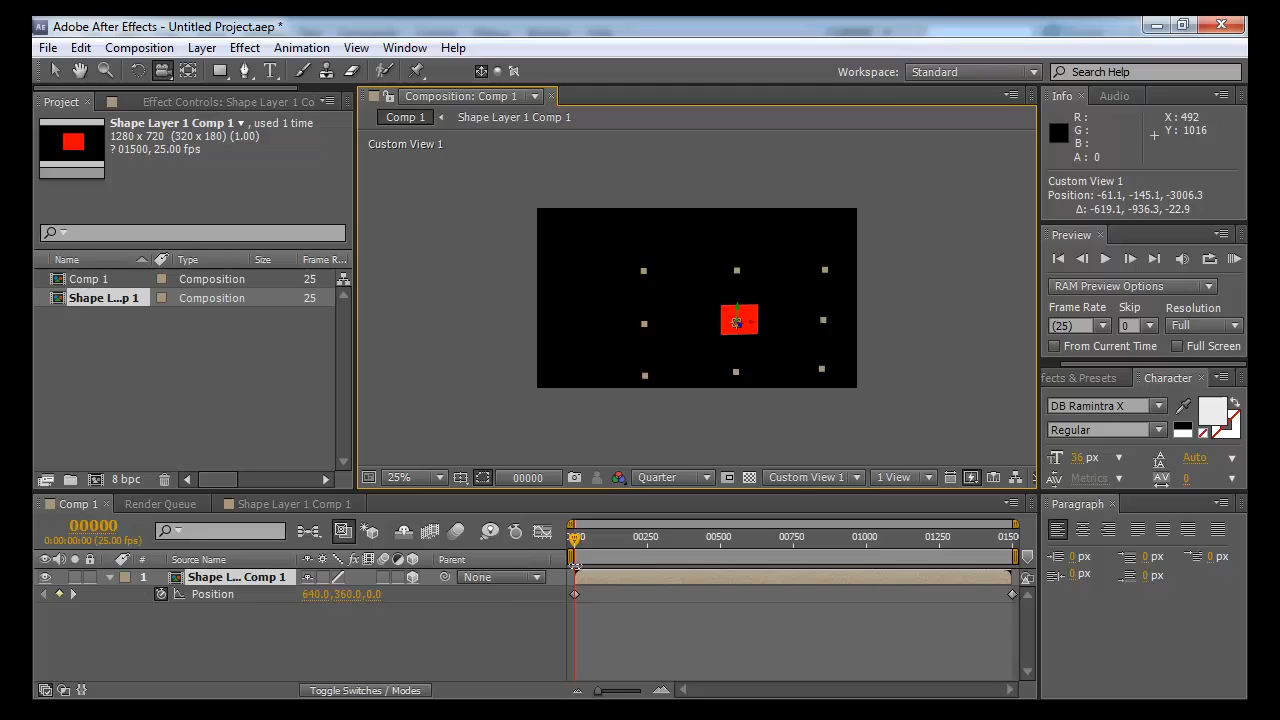 Adobe After Effects - Untitled Project.aep *
File Edit Composition Layer Effect Animation View Window Help
Workspace: Standard Search Help
Project Effect Controls: Shape Layer 1 Co
Shape Layer 1 Comp 1 , used 1 time
1280 x 720 (320 x 180) (1.00)
? 01500, 25.00 fps
Name Type Size Frame R...
Comp 1 Composition 25
Shape L...p 1 Composition 25
8 bpc
Composition: Comp 1
Comp 1 Shape Layer 1 Comp 1
Custom View 1
25% 00000 Quarter Custom View 1 1 View
Info Audio
R : X : 492
G : Y : 1016
B :
A : 0
Custom View 1
Position: -61.1, -145.1, -3006.3
Δ: -619.1, -936.3, -22.9
Preview
RAM Preview Options
Frame Rate Skip Resolution
(25) 0 Full
From Current Time Full Screen
ffects & Presets Character
DB Ramintra X
Regular
36 px Auto
Metrics 0
Paragraph
0 px 0 px 0 px
0 px 0 px
Comp 1 Render Queue Shape Layer 1 Comp 1
00000
0:00:00:00 (25.00 fps)
00250 00500 00750 01000 01250 0150
# Source Name Parent
1 Shape L... Comp 1 None
Position 640.0,360.0,0.0
Toggle Switches / Modes